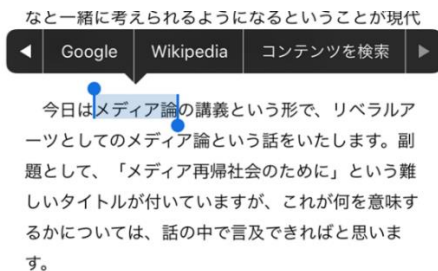 なと一緒に考えられるようになるということが現代
◀ Google Wikipedia コンテンツを検索 ▶
今日はメディア論の講義という形で、リベラルア
ーツとしてのメディア論という話をいたします。副
題として、「メディア再帰社会のために」という難
しいタイトルが付いていますが、これが何を意味す
るかについては、話の中で言及できればと思いま
す。